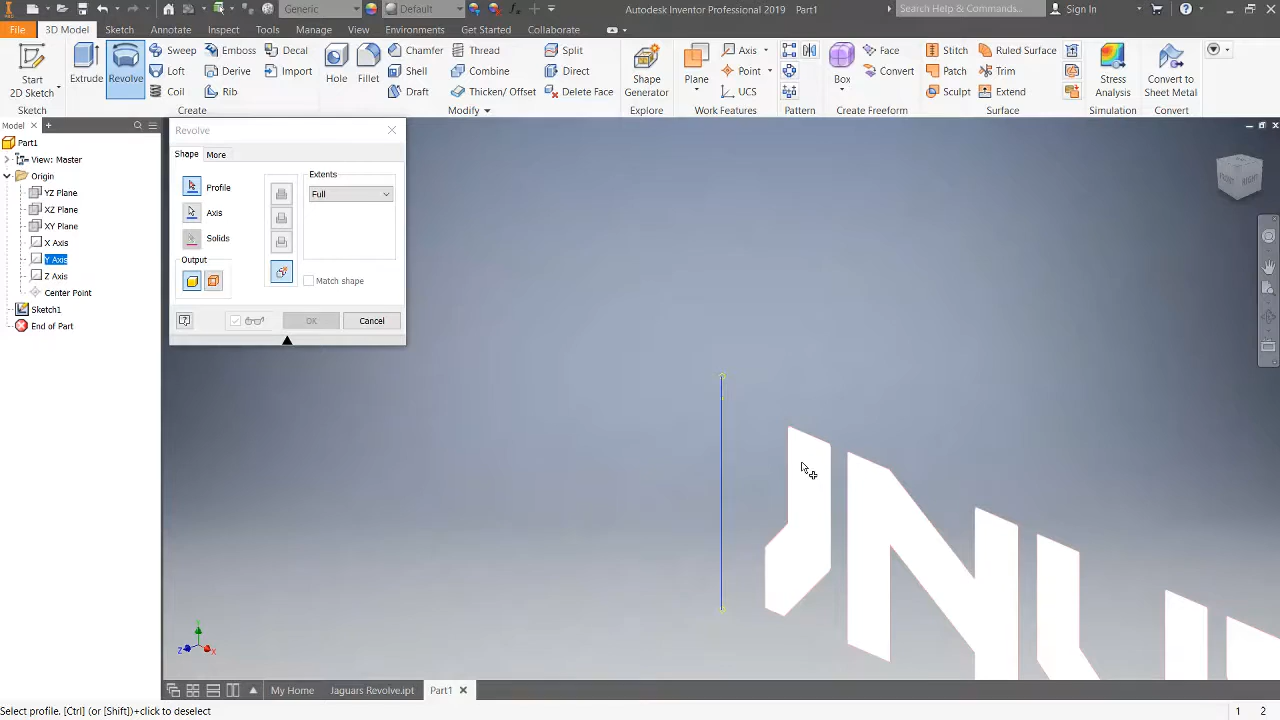 Generic
Default
Autodesk Inventor Professional Part1
Search Help & Commands...
Sign In
File
3D Model
Sketch
Annotate
Inspect
Tools
Manage
View
Environments
Get Started
Collaborate
Start
2D Sketch
Extrude
Revolve
Sweep
Loft
Coil
Emboss
Derive
Rib
Decal
Import
Hole
Fillet
Chamfer
Shell
Draft
Thread
Combine
Thicken/ Offset
Split
Direct
Delete Face
Shape
Generator
Plane
Axis
Point
UCS
Box
Face
Convert
Stitch
Patch
Sculpt
Ruled Surface
Trim
Extend
Stress
Analysis
Convert to
Sheet Metal
Sketch
Create
Modify
Explore
Work Features
Pattern
Create Freeform
Surface
Simulation
Convert
Model
Part1
View: Master
Origin
YZ Plane
XZ Plane
XY Plane
X Axis
Y Axis
Z Axis
Center Point
Sketch1
End of Part
Revolve
Shape
More
Profile
Axis
Solids
Output
Extents
Full
Match shape
OK
Cancel
FRONT
RIGHT
Y
Z
X
My Home
Jaguars Revolve.ipt
Part1
Select profile. [Ctrl] (or [Shift])+click to deselect
1 2